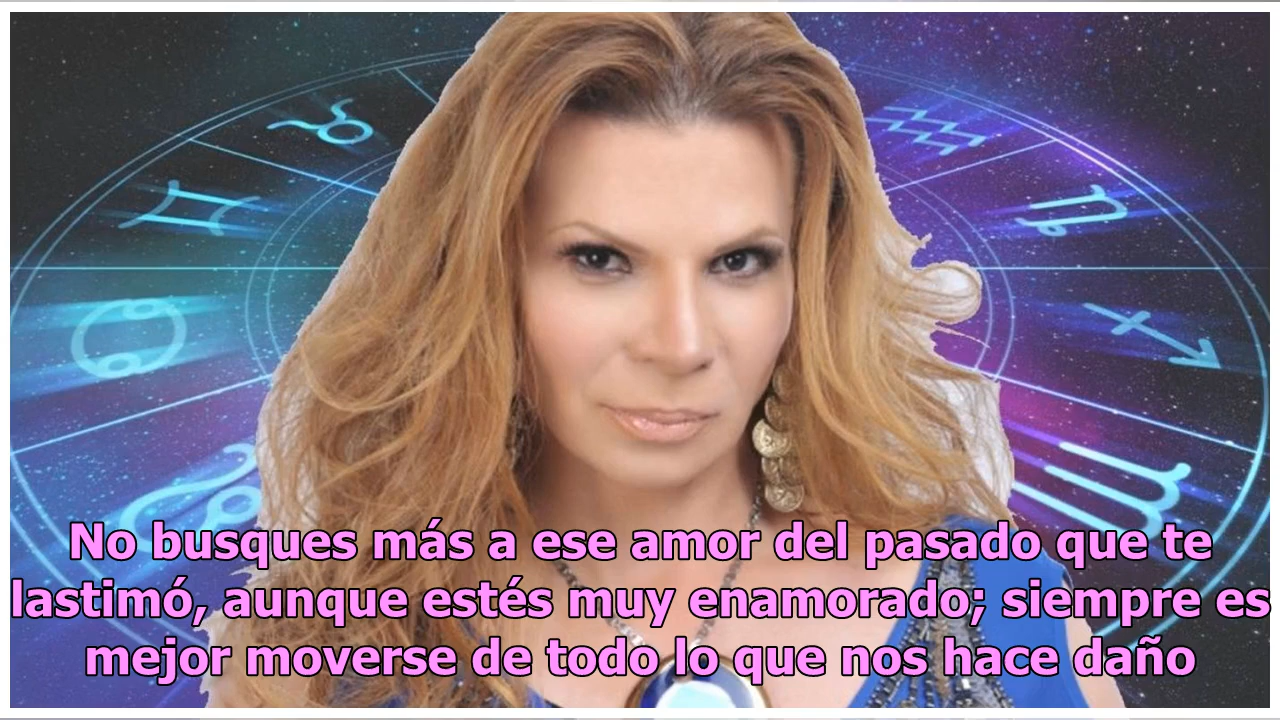 No busques más a ese amor del pasado que te
lastimó, aunque estés muy enamorado; siempre es
mejor moverse de todo lo que nos hace daño